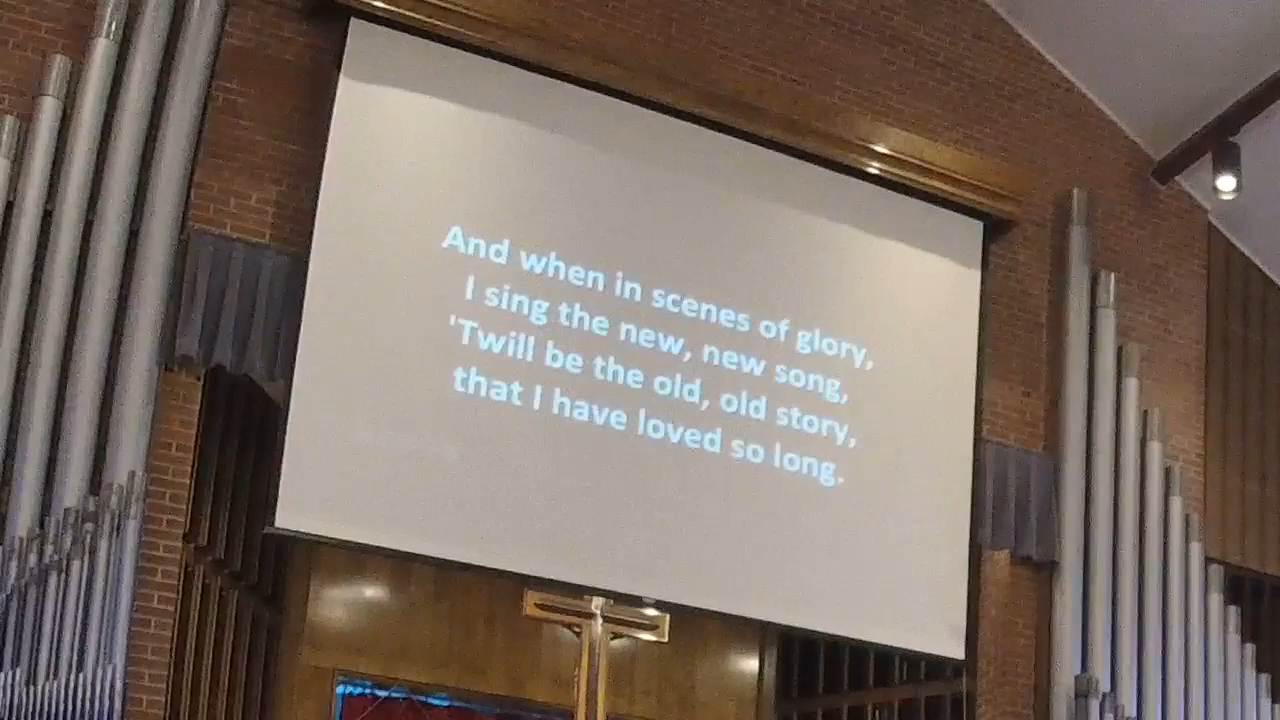 And when in scenes of glory,
I sing the new, new song,
'Twill be the old, old story,
that I have loved so long.